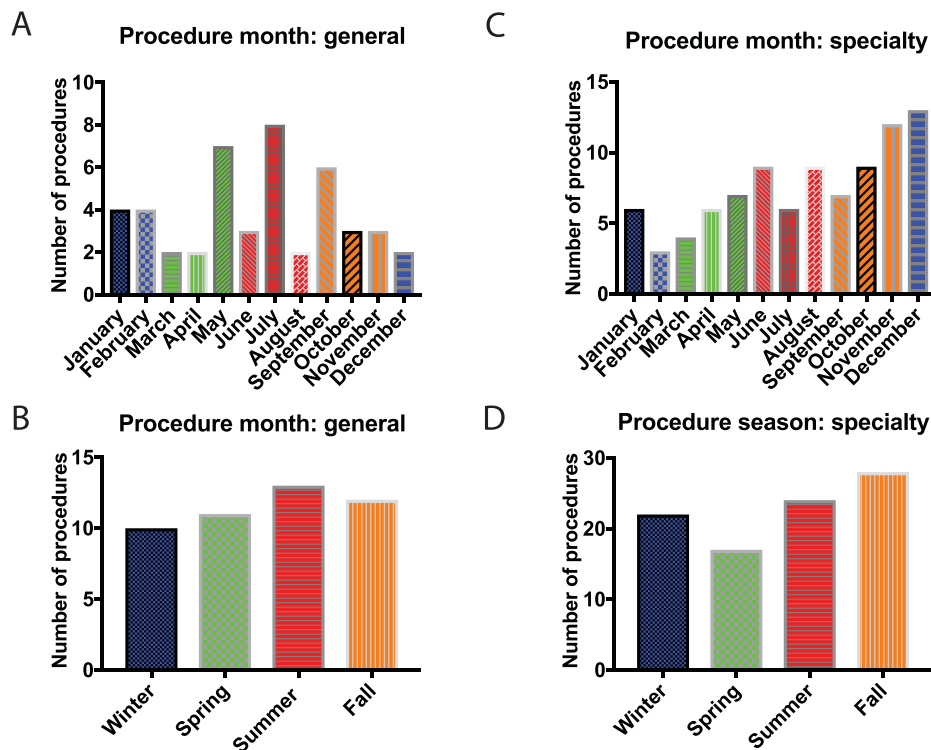 A
Procedure month: general
Number of procedures
10
8
6
4
2
0
January
February
March
April
May
June
July
August
September
October
November
December
C
Procedure month: specialty
Number of procedures
15
10
5
0
January
February
March
April
May
June
July
August
September
October
November
December
B
Procedure month: general
Number of procedures
15
10
5
0
Winter
Spring
Summer
Fall
D
Procedure season: specialty
Number of procedures
30
20
10
0
Winter
Spring
Summer
Fall